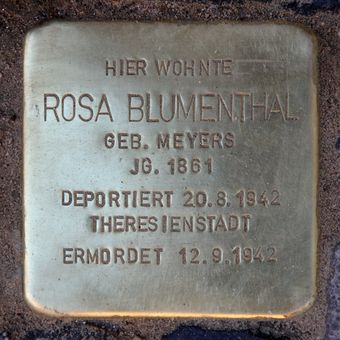 HIER WOHNTE
ROSA BLUMENTHAL
GEB. MEYERS
JG. 1861
DEPORTIERT 20.8.1942
THERESIENSTADT
ERMORDET 12.9.1942